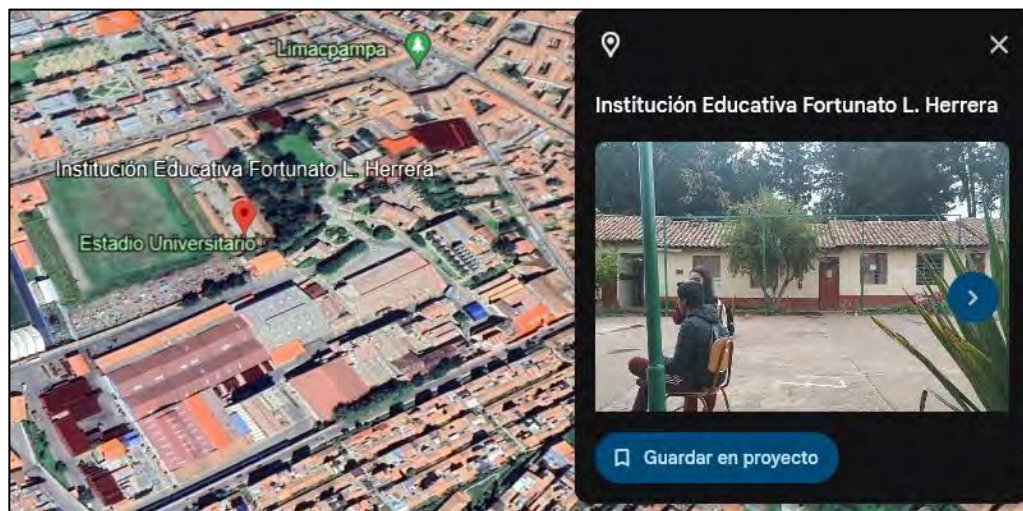 Limacpampa
Institución Educativa Fortunato L. Herrera
Estadio Universitario
Institución Educativa Fortunato L. Herrera
Guardar en proyecto